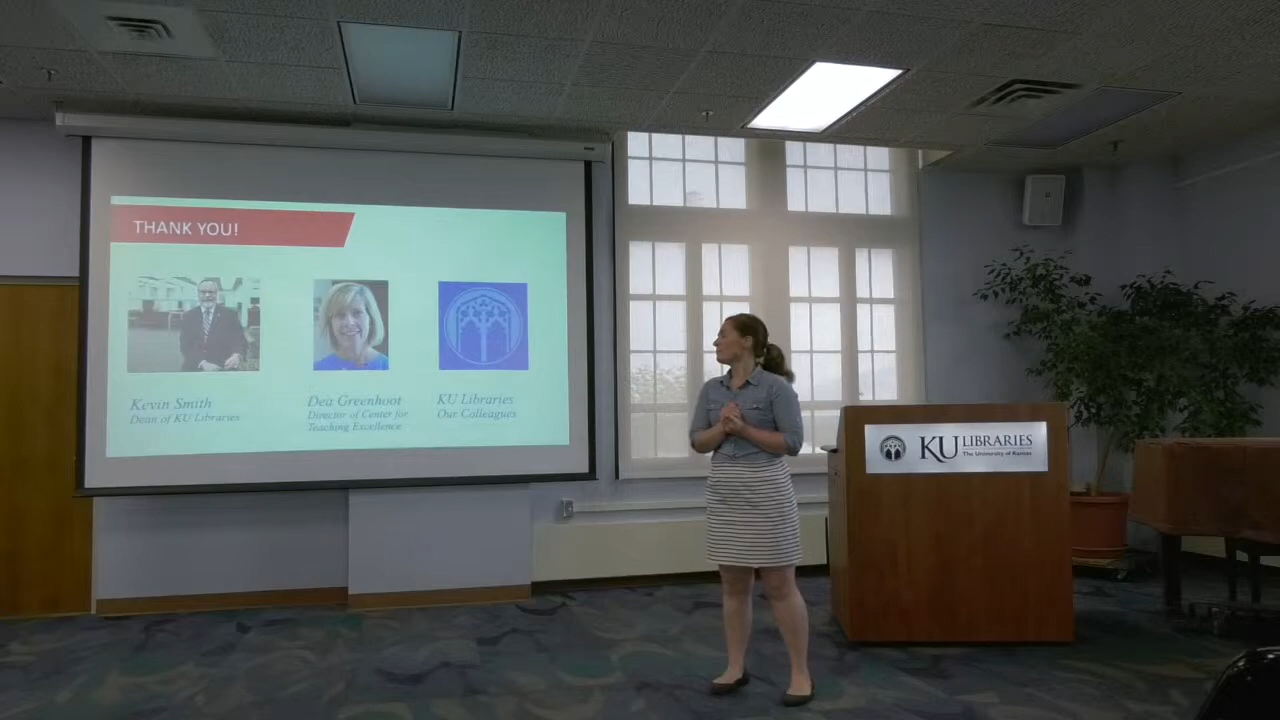 THANK YOU!
Kevin Smith
Dean of KU Libraries
Dea Greenhoot
Director of Center for
Teaching Excellence
KU Libraries
Our Colleagues
KU LIBRARIES
The University of Kansas